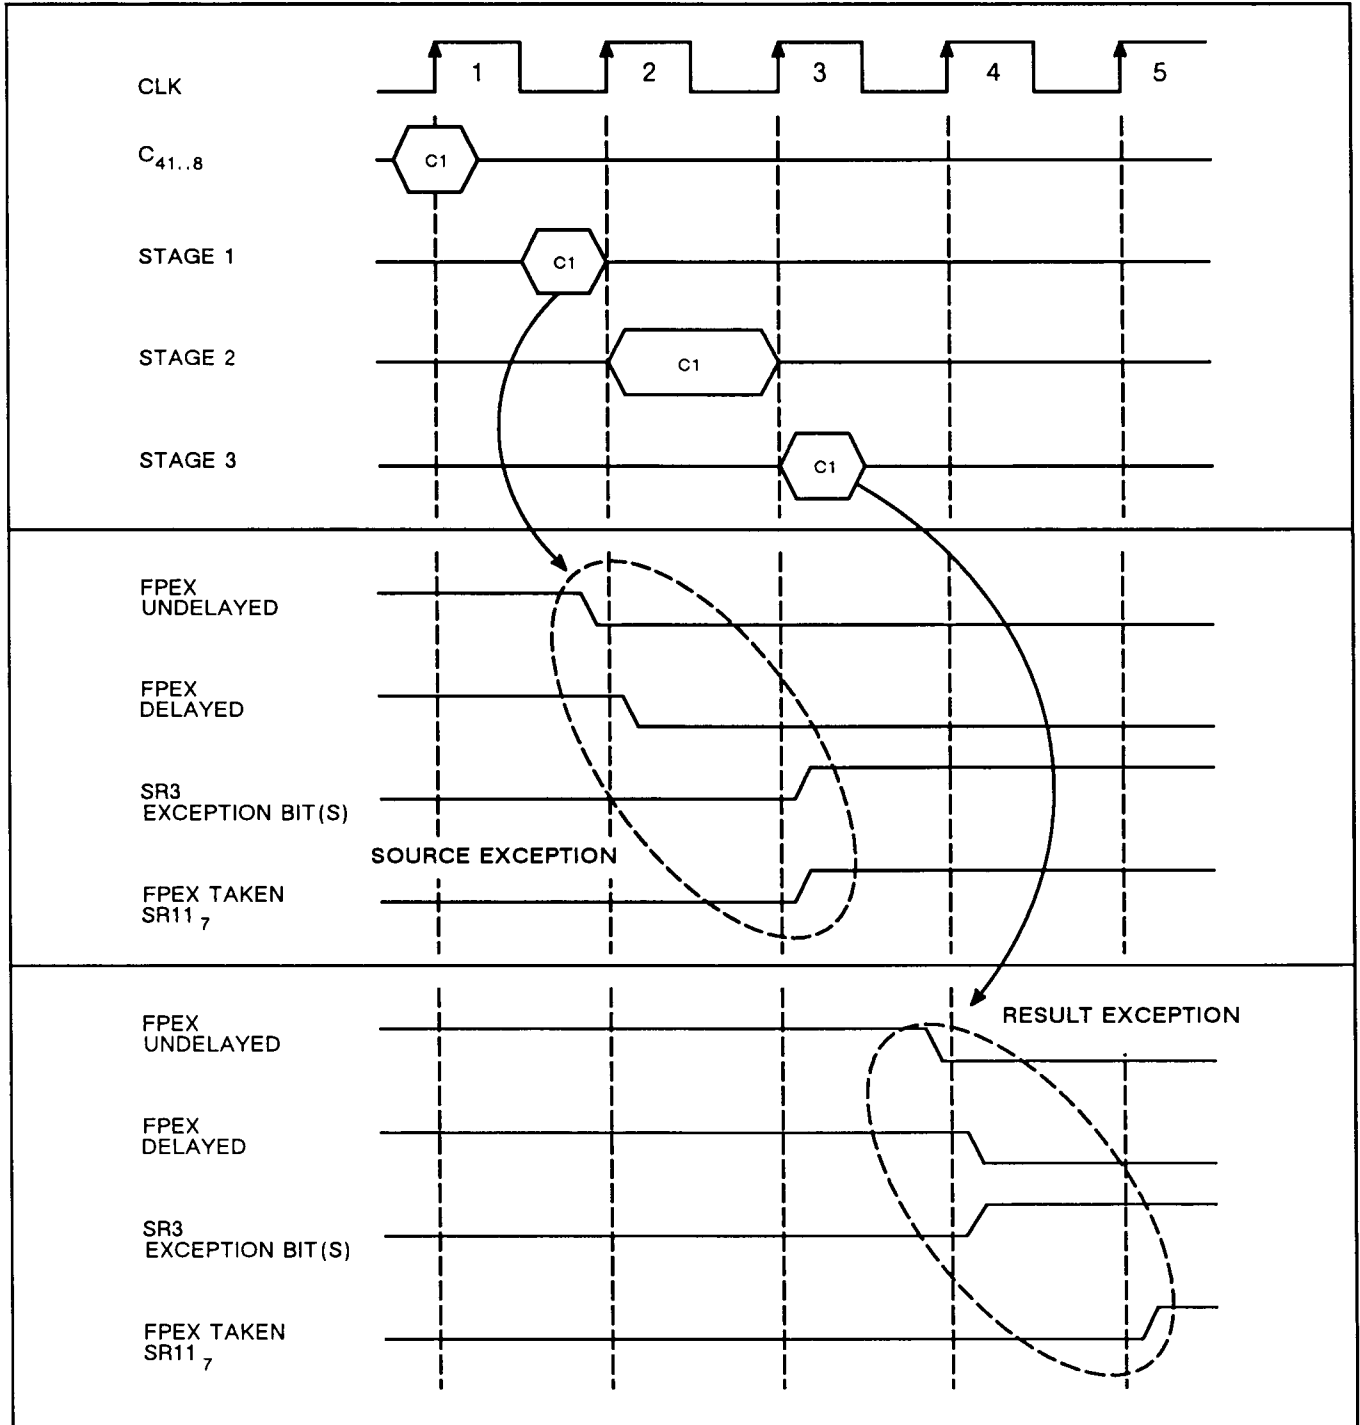 1 2 3 4 5
CLK
C41..8
C1
STAGE 1
C1
STAGE 2
C1
STAGE 3
C1
FPEX
UNDELAYED
FPEX
DELAYED
SR3
EXCEPTION BIT(S)
SOURCE EXCEPTION
FPEX TAKEN
SR11 7
RESULT EXCEPTION
FPEX
UNDELAYED
FPEX
DELAYED
SR3
EXCEPTION BIT(S)
FPEX TAKEN
SR11 7